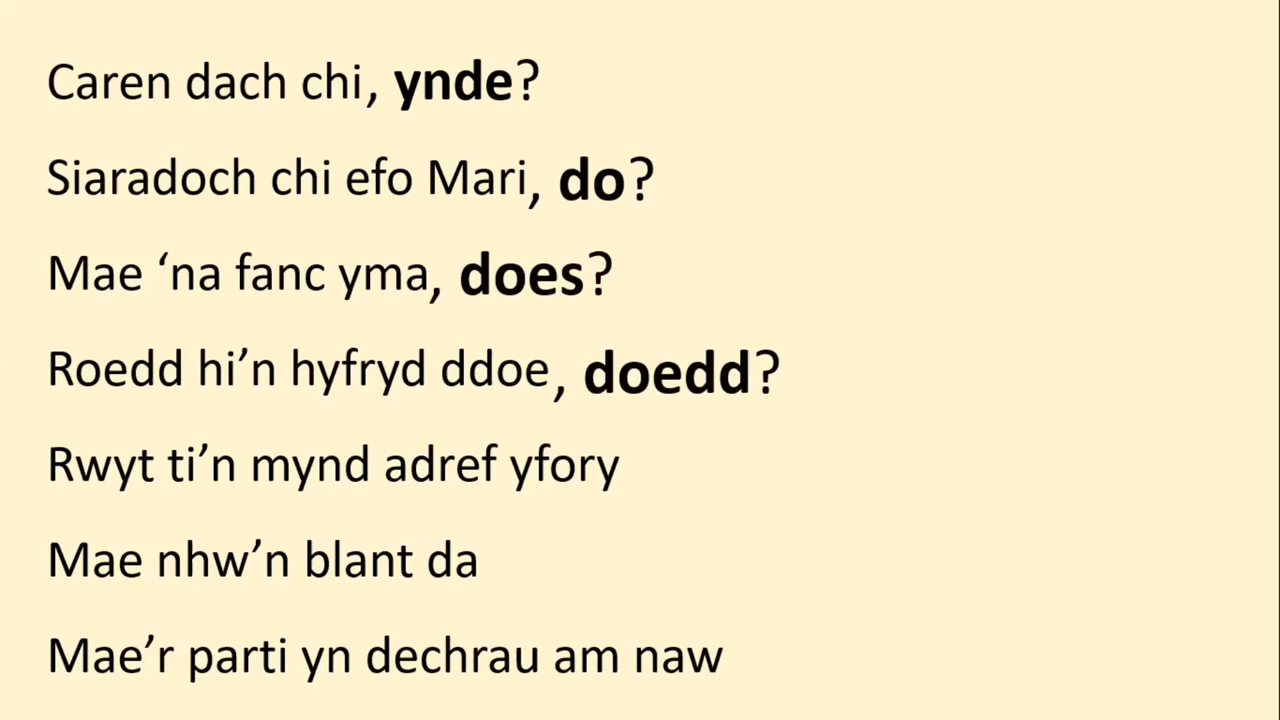 Caren dach chi, ynde?
Siaradoch chi efo Mari, do?
Mae ‘na fanc yma, does?
Roedd hi’n hyfryd ddoe, doedd?
Rwyt ti’n mynd adref yfory
Mae nhw’n blant da
Mae’r parti yn dechrau am naw